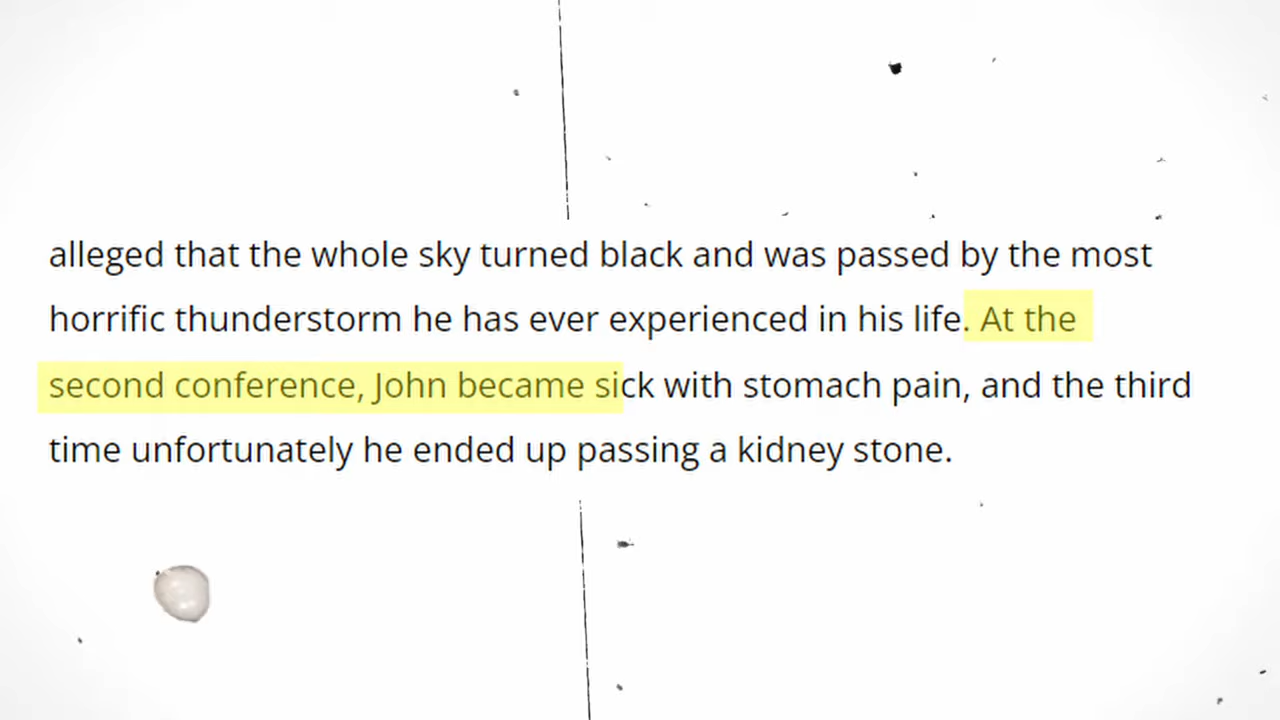 alleged that the whole sky turned black and was passed by the most
horrific thunderstorm he has ever experienced in his life. At the
second conference, John became sick with stomach pain, and the third
time unfortunately he ended up passing a kidney stone.